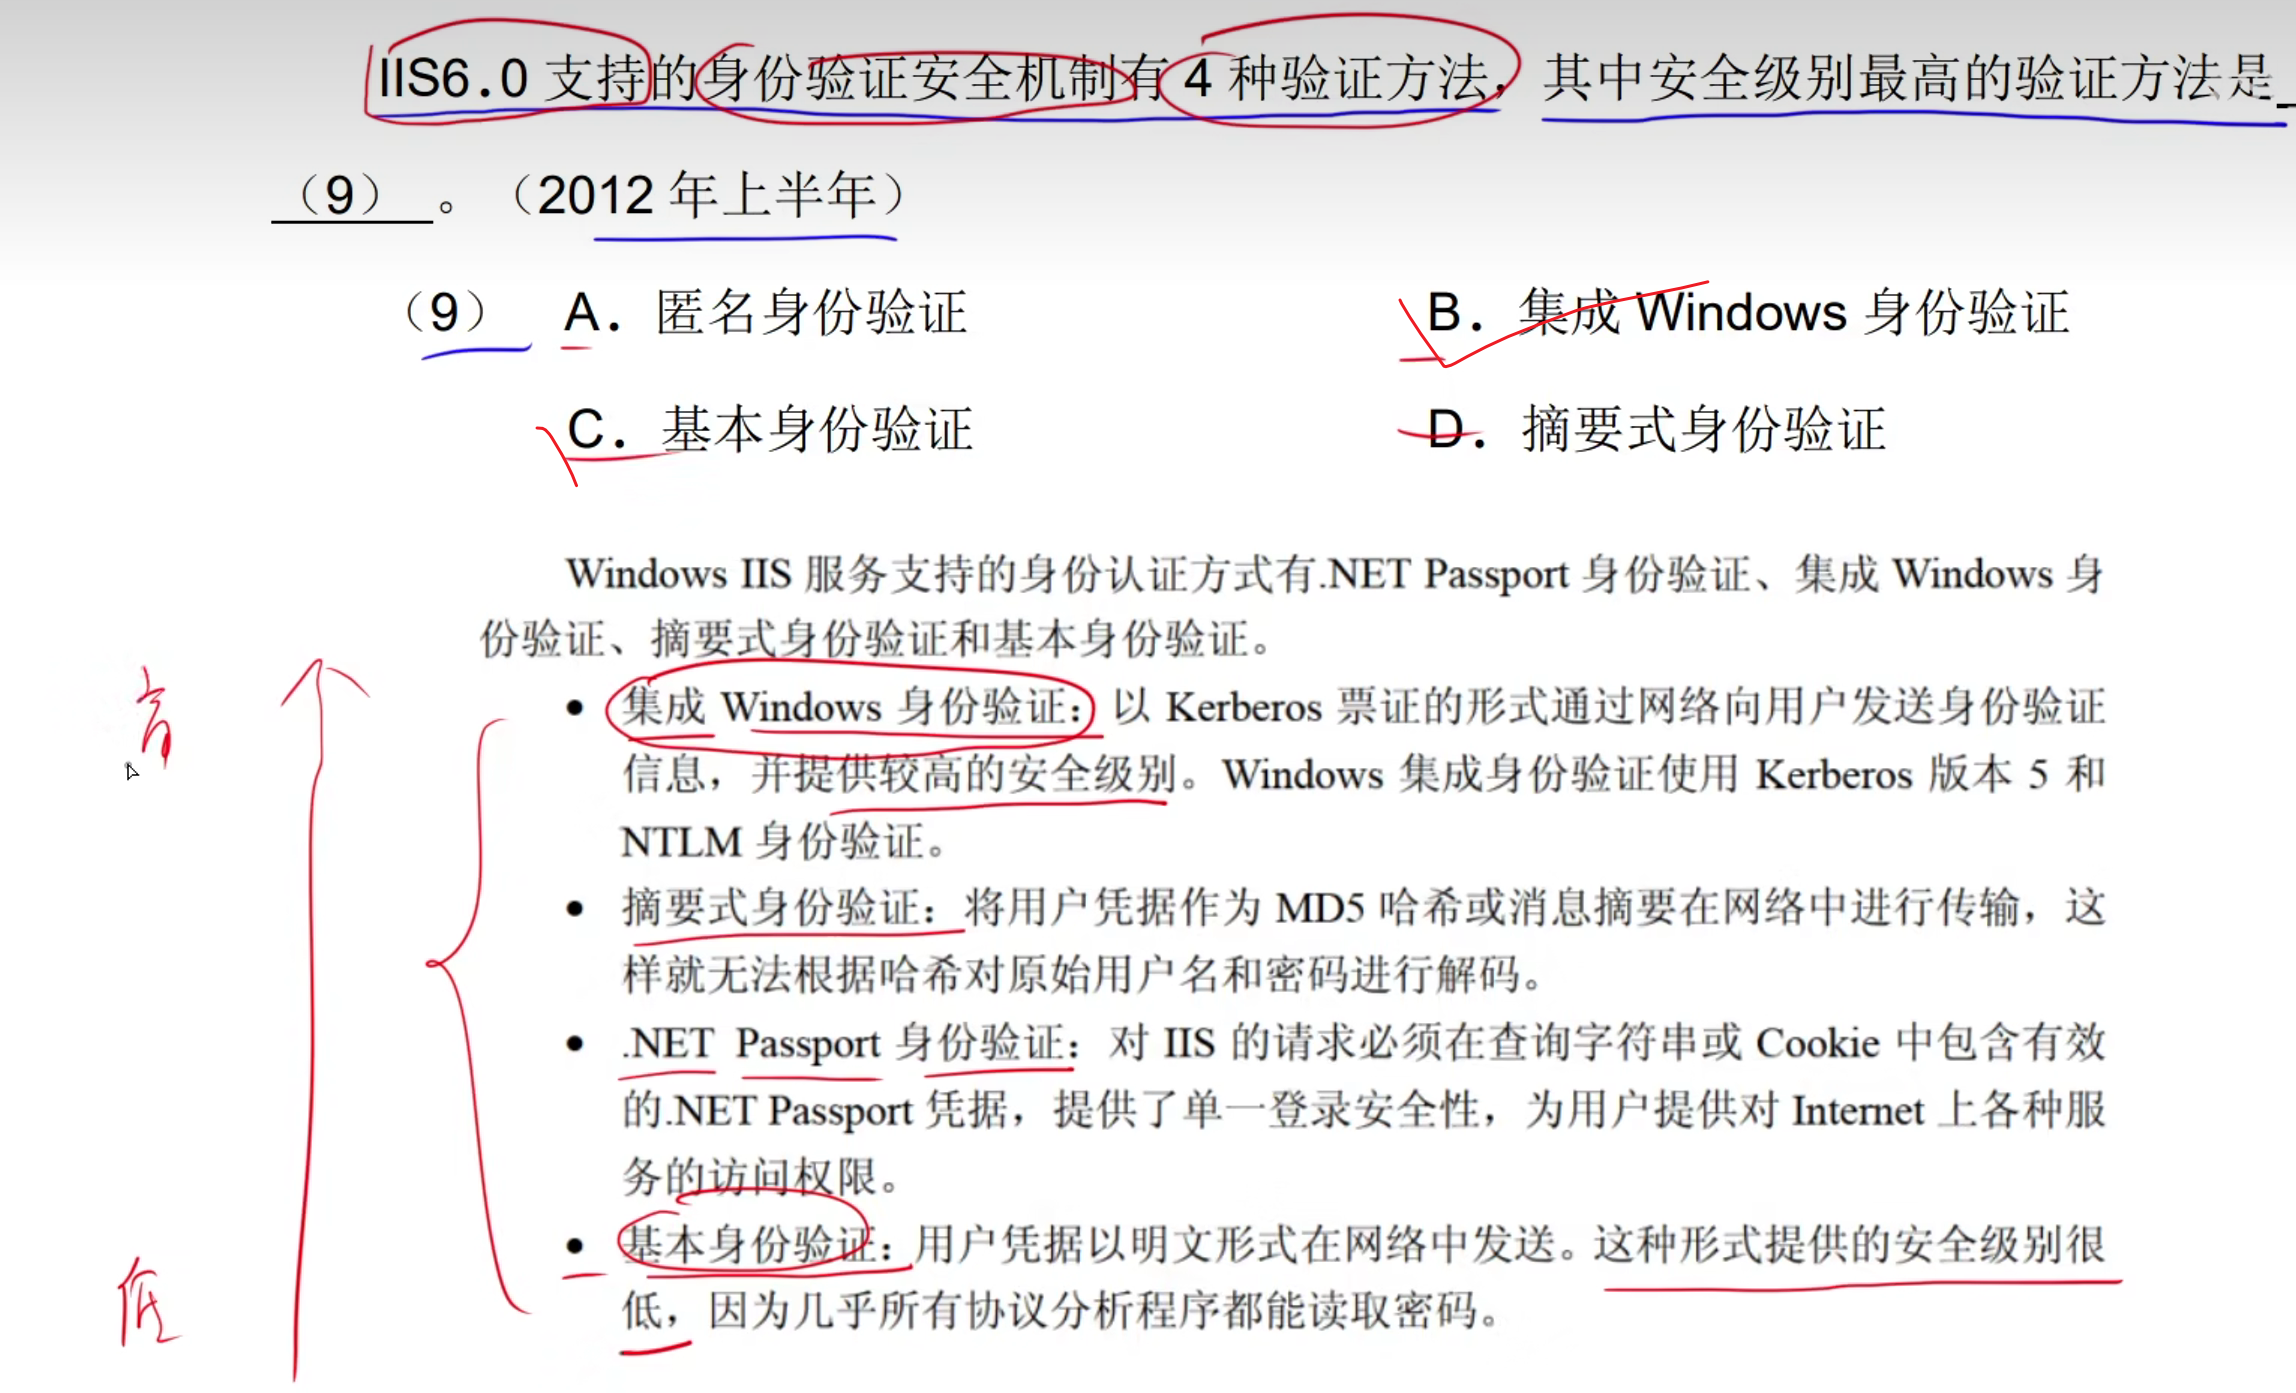 IIS6.0 支持的身份验证安全机制有 4 种验证方法，其中安全级别最高的验证方法是
（9）。（2012 年上半年）
（9） A．匿名身份验证 B．集成 Windows 身份验证
C．基本身份验证 D．摘要式身份验证
Windows IIS 服务支持的身份认证方式有.NET Passport 身份验证、集成 Windows 身
份验证、摘要式身份验证和基本身份验证。
高
● 集成 Windows 身份验证：以 Kerberos 票证的形式通过网络向用户发送身份验证
信息，并提供较高的安全级别。Windows 集成身份验证使用 Kerberos 版本 5 和
NTLM 身份验证。
● 摘要式身份验证：将用户凭据作为 MD5 哈希或消息摘要在网络中进行传输，这
样就无法根据哈希对原始用户名和密码进行解码。
● .NET Passport 身份验证：对 IIS 的请求必须在查询字符串或 Cookie 中包含有效
的.NET Passport 凭据，提供了单一登录安全性，为用户提供对 Internet 上各种服
务的访问权限。
● 基本身份验证：用户凭据以明文形式在网络中发送。这种形式提供的安全级别很
低，因为几乎所有协议分析程序都能读取密码。
低